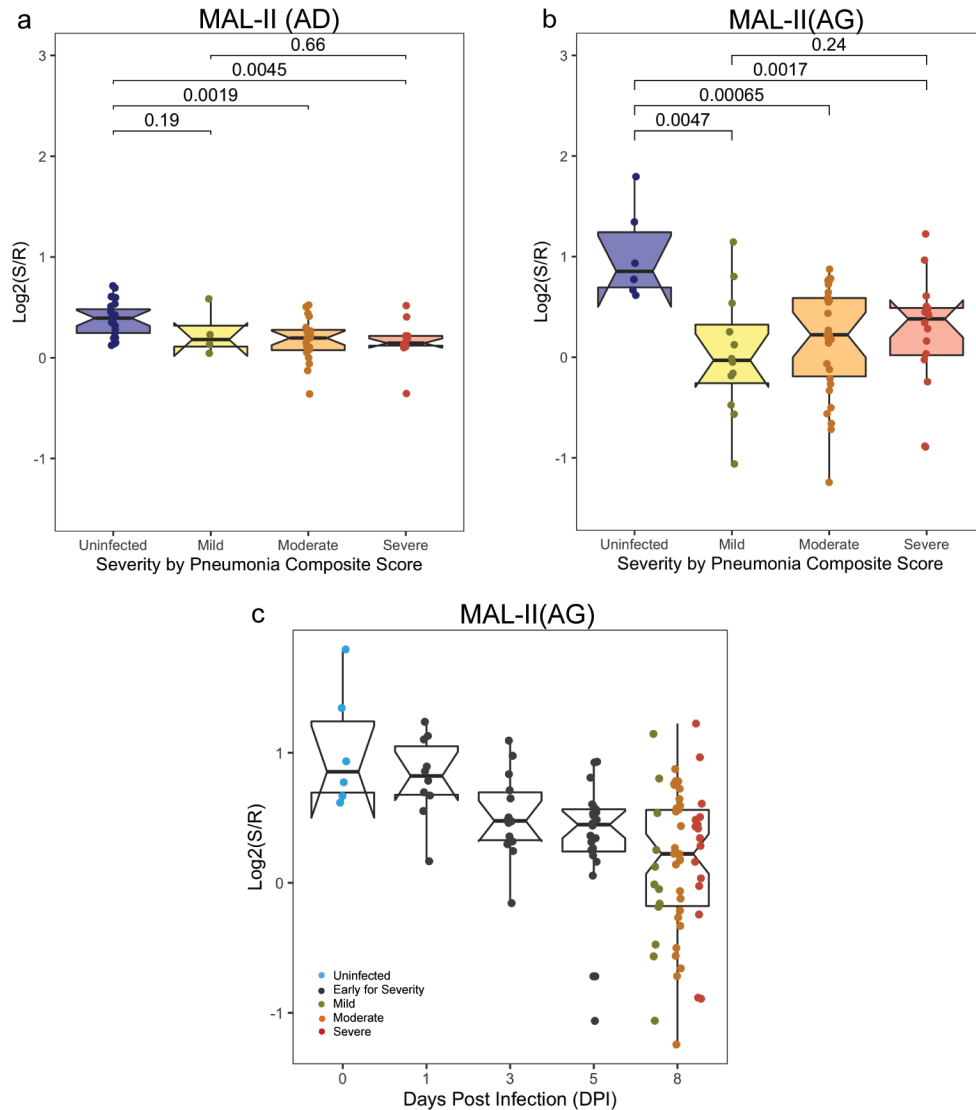 a
MAL-II (AD)
3
2
1
0
-1
Log2(S/R)
0.66
0.0045
0.0019
0.19
Uninfected Mild Moderate Severe
Severity by Pneumonia Composite Score
b
MAL-II(AG)
3
2
1
0
-1
Log2(S/R)
0.24
0.0017
0.00065
0.0047
Uninfected Mild Moderate Severe
Severity by Pneumonia Composite Score
c
MAL-II(AG)
1
0
-1
Log2(S/R)
Uninfected
Early for Severity
Mild
Moderate
Severe
0 1 3 5 8
Days Post Infection (DPI)